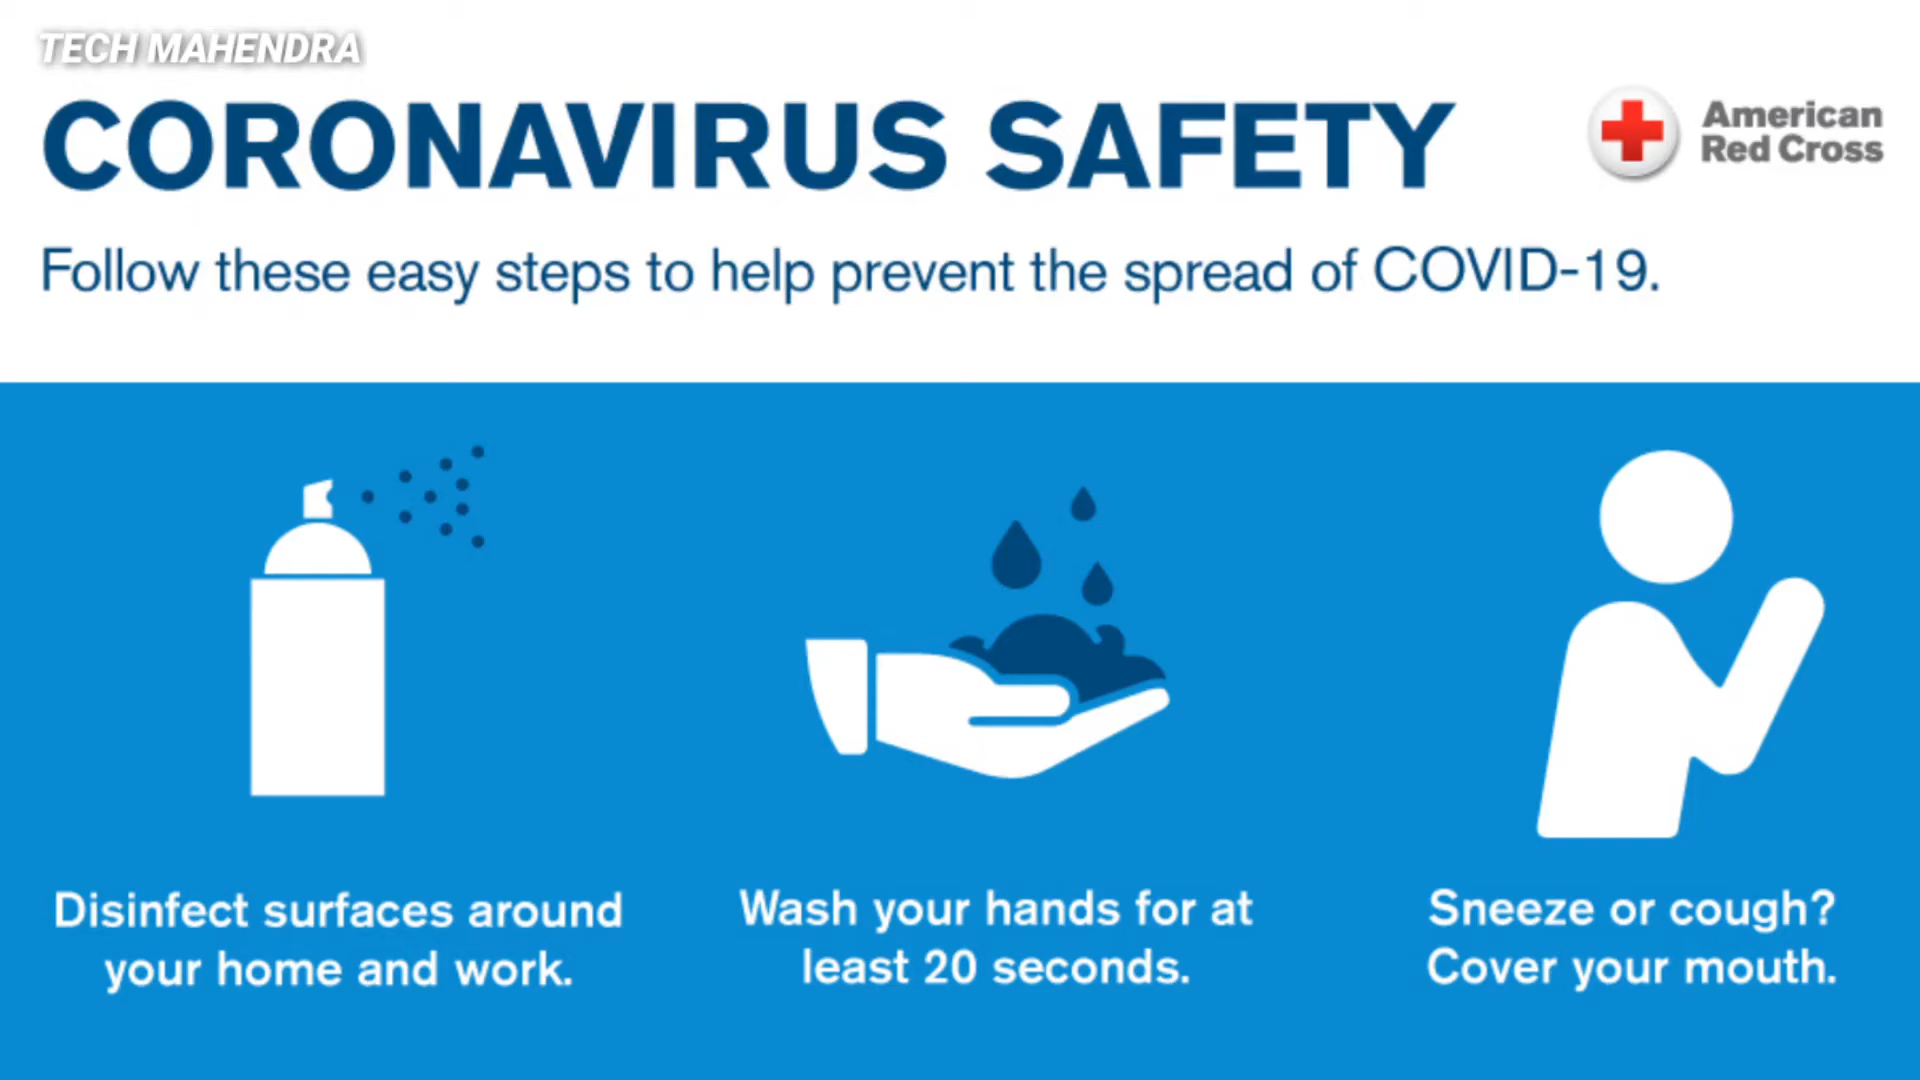 TECH MAHENDRA
CORONAVIRUS SAFETY
American
Red Cross
Follow these easy steps to help prevent the spread of COVID-19.
Disinfect surfaces around
your home and work.
Wash your hands for at
least 20 seconds.
Sneeze or cough?
Cover your mouth.